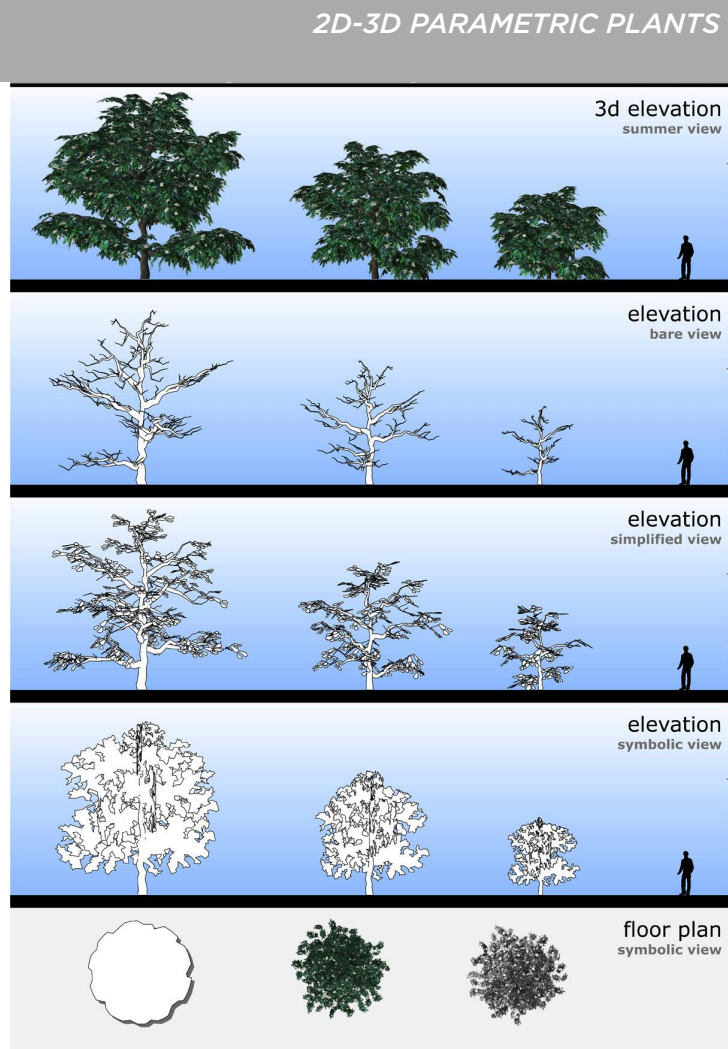 2D-3D PARAMETRIC PLANTS
3d elevation
summer view
elevation
bare view
elevation
simplified view
elevation
symbolic view
floor plan
symbolic view